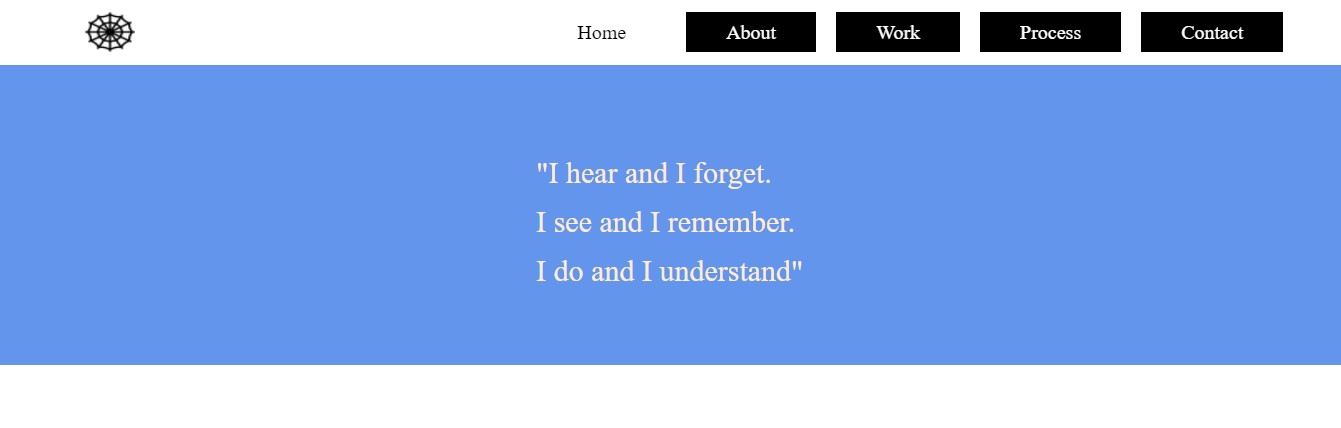 Home About Work Process Contact
"I hear and I forget.
I see and I remember.
I do and I understand"